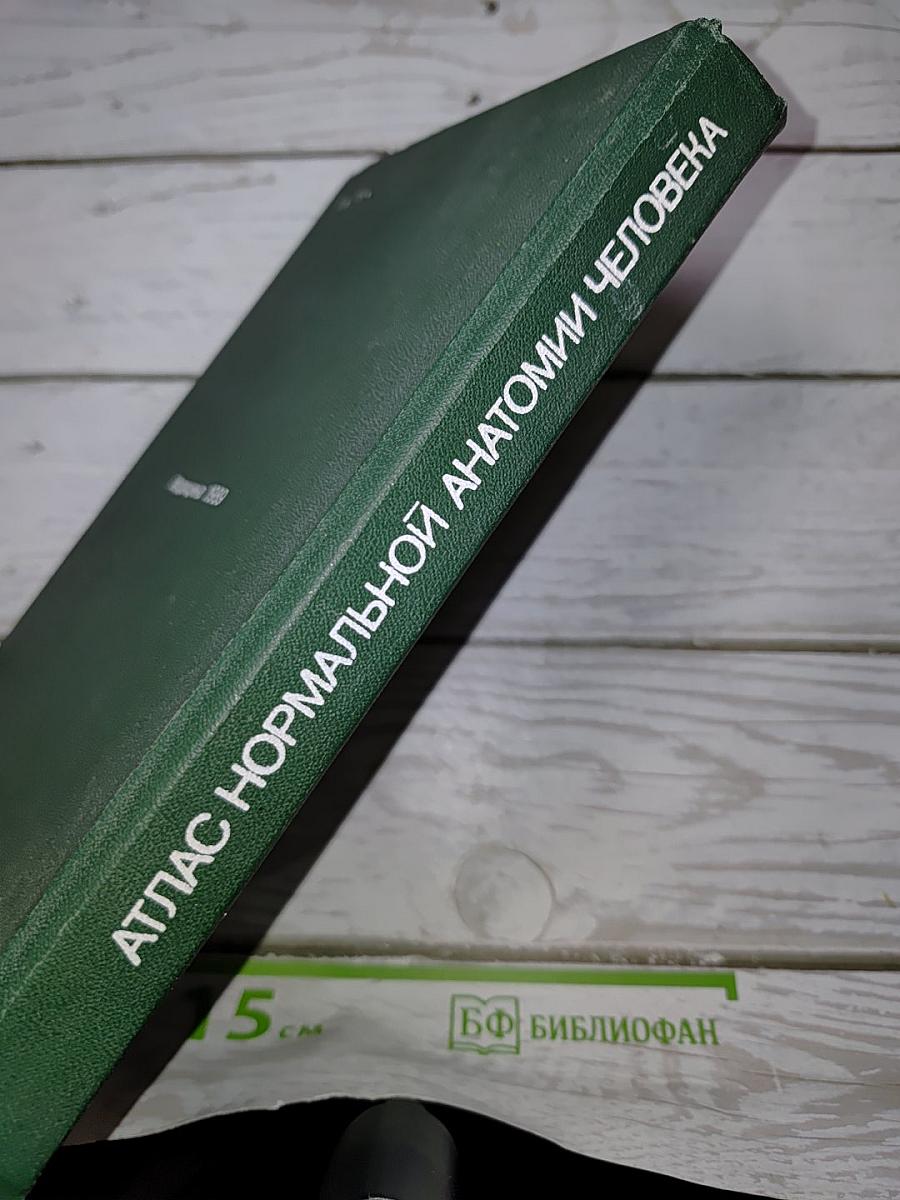 АТЛАС НОРМАЛЬНОЙ АНАТОМИИ ЧЕЛОВЕКА
15 см
БФ БИБЛИОФАН